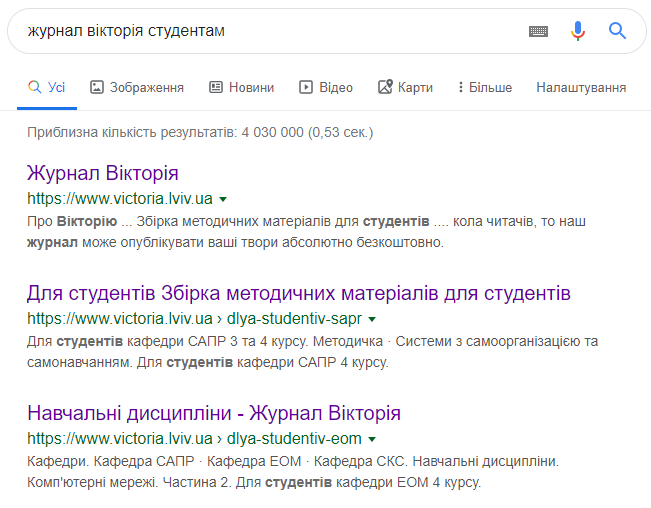 журнал вікторія студентам
Усі Зображення Новини Відео Карти Більше Налаштування
Приблизна кількість результатів: 4 030 000 (0,53 сек.)
Журнал Вікторія
https://www.victoria.lviv.ua
Про Вікторію ... Збірка методичних матеріалів для студентів .... кола читачів, то наш
журнал може опублікувати ваші твори абсолютно безкоштовно.
Для студентів Збірка методичних матеріалів для студентів
https://www.victoria.lviv.ua › dlya-studentiv-sapr
Для студентів кафедри САПР 3 та 4 курсу. Методичка · Системи з самоорганізацією та
самонавчанням. Для студентів кафедри САПР 4 курсу.
Навчальні дисципліни - Журнал Вікторія
https://www.victoria.lviv.ua › dlya-studentiv-eom
Кафедри. Кафедра САПР · Кафедра ЕОМ · Кафедра СКС. Навчальні дисципліни.
Комп'ютерні мережі. Частина 2. Для студентів кафедри ЕОМ 4 курсу.